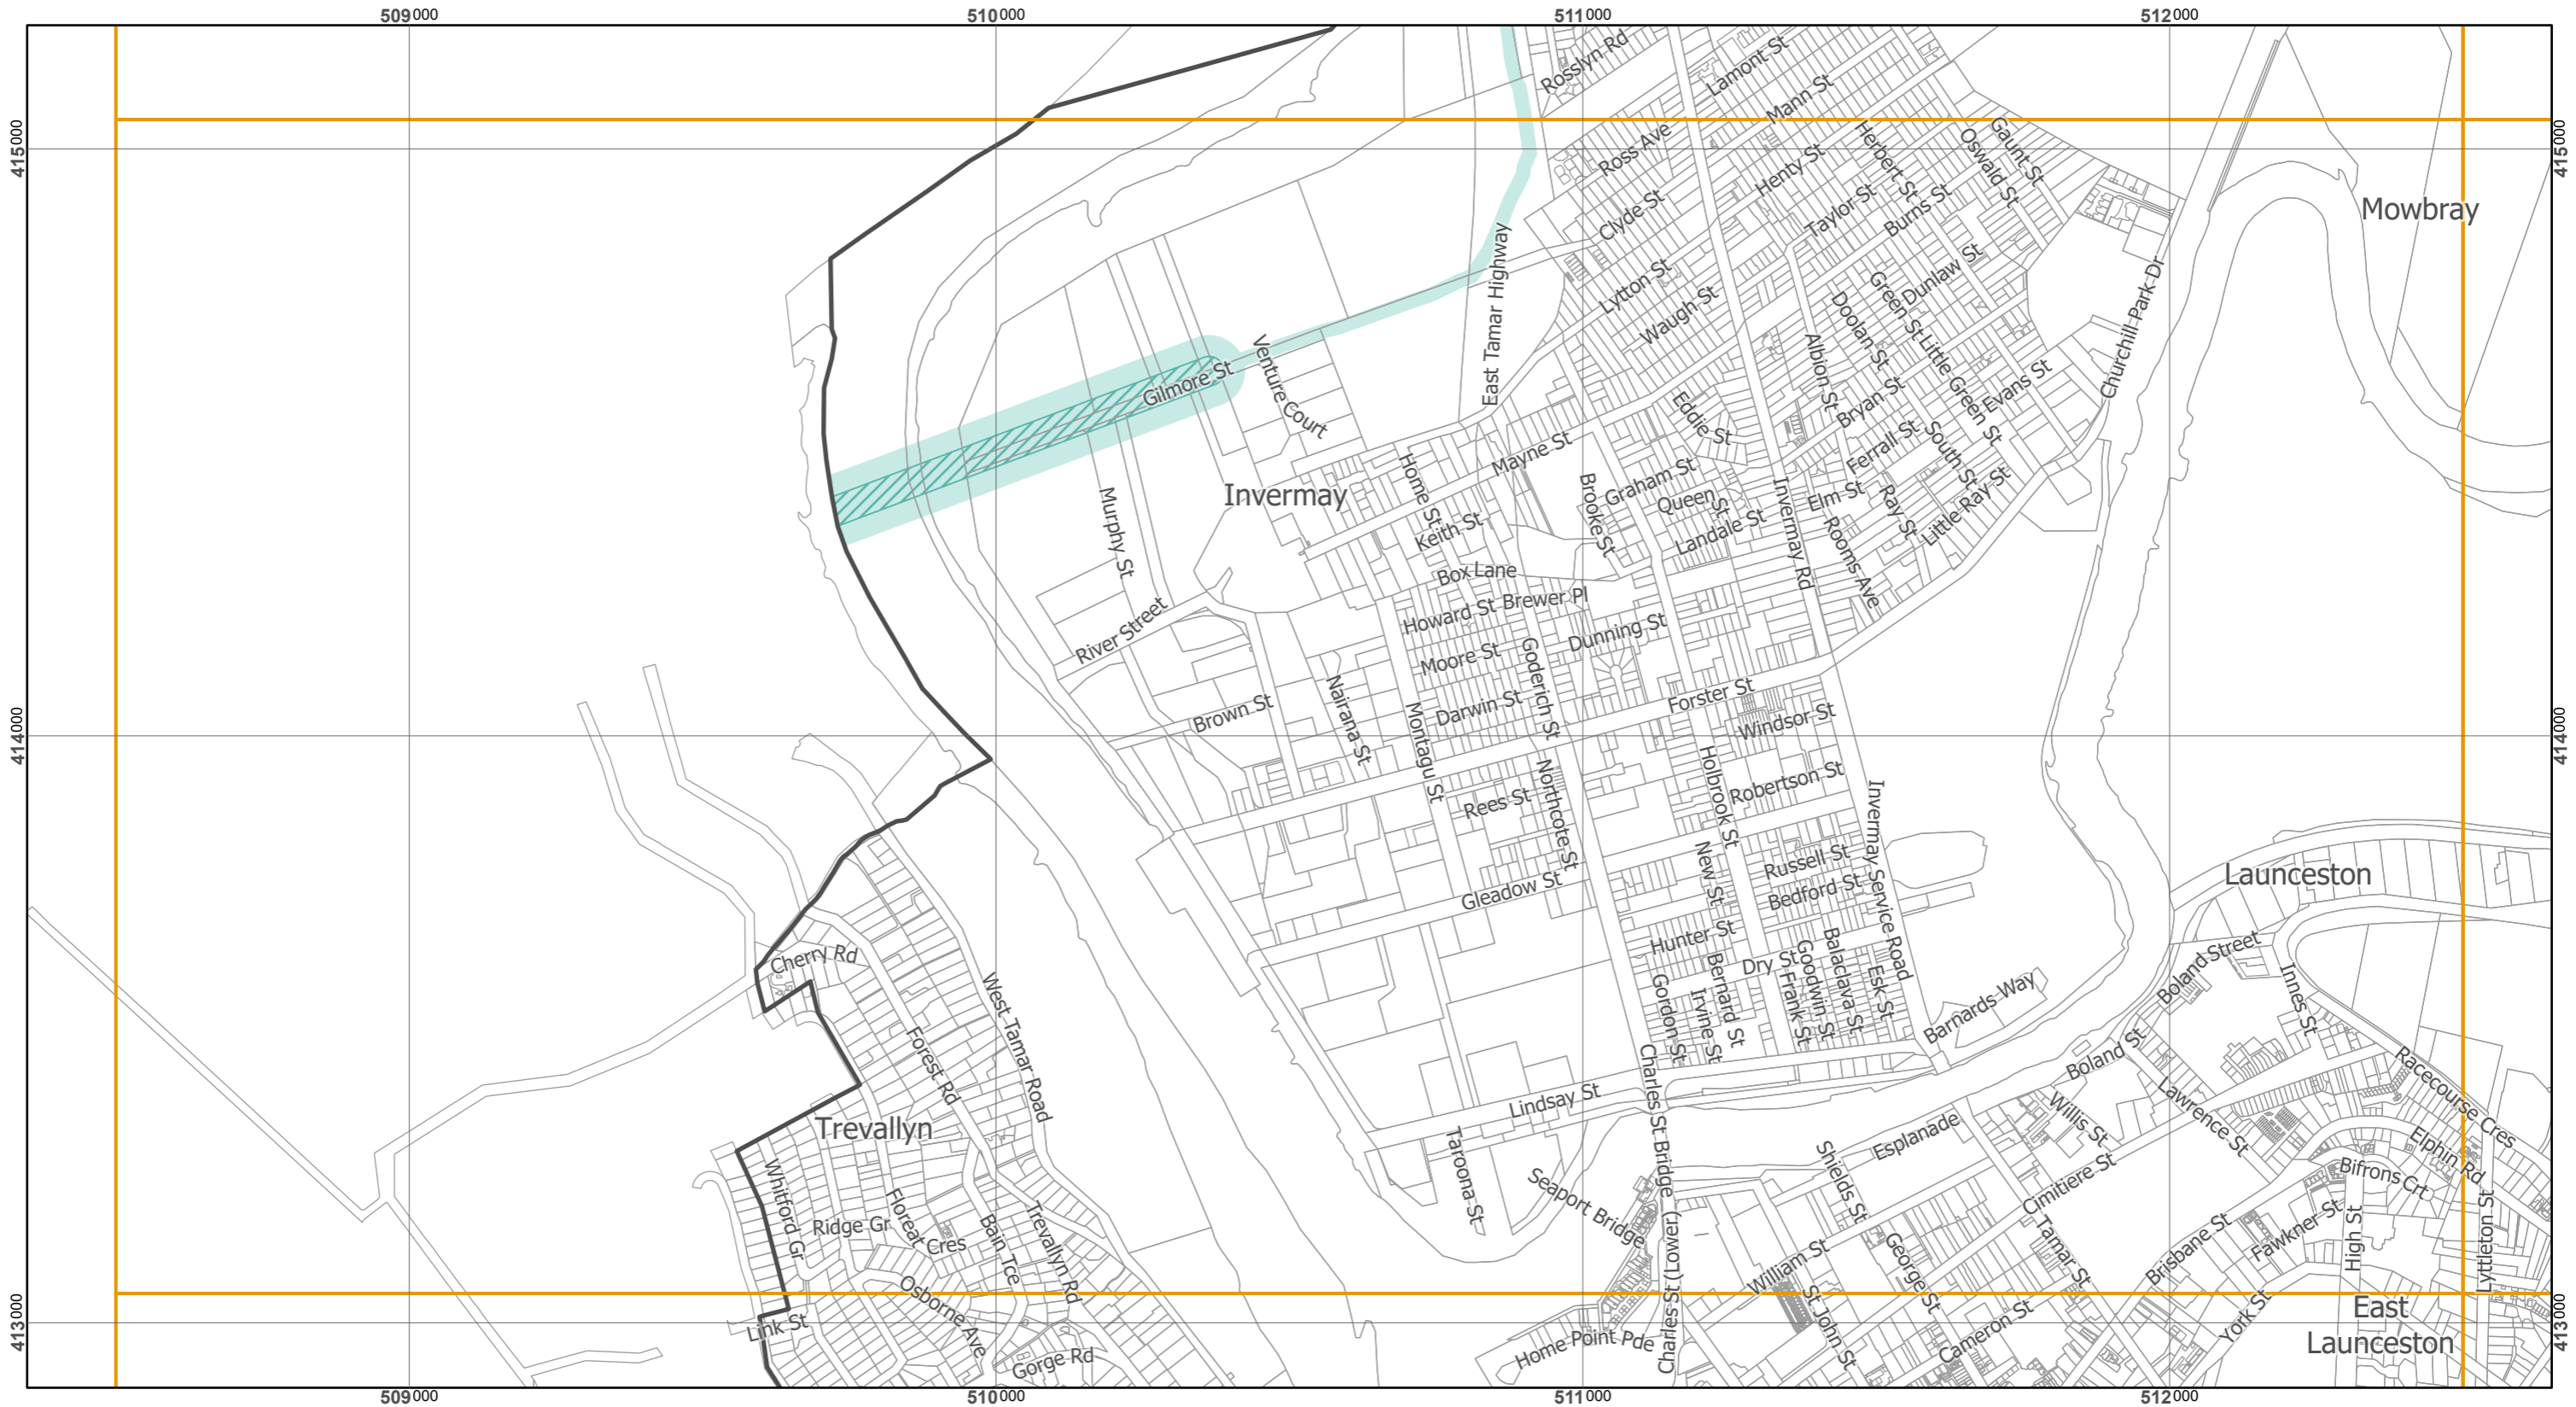 509000
510000
511000
512000
415000
415000
Rosslyn Rd
Lamont St
Mann St
Ross Ave
Henty St
Herbert St
Oswald St
Gaunt St
Clyde St
Taylor St
Burns St
Mowbray
East Tamar Highway
Lytton St
Waugh St
Green St
Dunlaw St
Doolan St
Churchill Park Dr
Gilmore St
Venture Court
Albion St
Little Green St
Evans St
Eddie St
Bryan St
Mayne St
Ferrall St
South St
Home St
Graham St
Queen St
Invermay
Murphy St
Keith St
Brooke St
Landale St
Invermay Rd
Elm St
Ray St
Little Ray St
Rooms Ave
Box Lane
Howard St
Brewer Pl
River Street
Moore St
Goderich St
Dunning St
Brown St
Nairana St
Montagu St
Darwin St
Forster St
Windsor St
414000
414000
Rees St
Northcote St
Holbrook St
Robertson St
Invermay Service Road
Gleadow St
New St
Russell St
Bedford St
Launceston
Cherry Rd
Hunter St
Dry St
Balaclava St
Goodwin St
Boland Street
West Tamar Road
Gordon St
Irvine St
Bernard St
Frank St
Esk St
Barnards Way
Innes St
Forest Rd
Trevallyn
Lindsay St
Charles St Bridge
Boland St
Willis St
Lawrence St
Racecourse Cres
Elphin Rd
Taroona St
Seaport Bridge
Esplanade
Shields St
Cimitiere St
Bifrons Crt
Whitford Gr
Ridge Gr
Floreat Cres
Bain Tce
Trevallyn Rd
William St
George St
Tamar St
Brisbane St
Fawkner St
High St
Lyttleton St
Osborne Ave
Charles St (Lower)
St John St
413000
413000
Link St
Gorge Rd
Home Point Pde
Cameron St
York St
East
Launceston
509000
510000
511000
512000